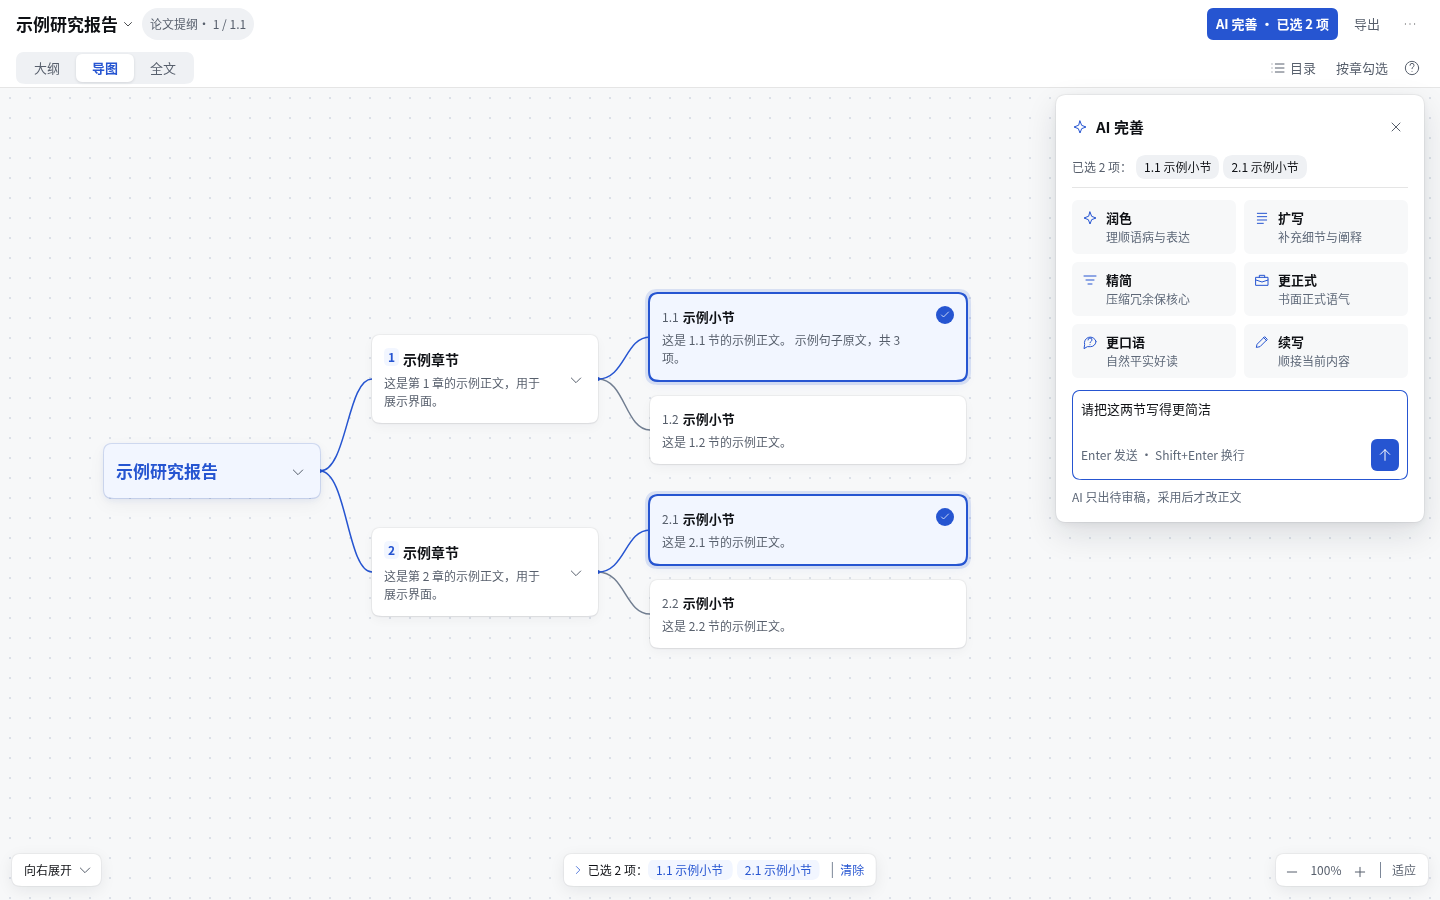 示例研究报告
论文提纲 · 1 / 1.1
AI 完善 · 已选 2 项
导出
大纲
导图
全文
目录
按章勾选
示例研究报告
1 示例章节
这是第 1 章的示例正文，用于
展示界面。
2 示例章节
这是第 2 章的示例正文，用于
展示界面。
1.1 示例小节
这是 1.1 节的示例正文。 示例句子原文，共 3
项。
1.2 示例小节
这是 1.2 节的示例正文。
2.1 示例小节
这是 2.1 节的示例正文。
2.2 示例小节
这是 2.2 节的示例正文。
AI 完善
已选 2 项： 1.1 示例小节 2.1 示例小节
润色
理顺语病与表达
扩写
补充细节与阐释
精简
压缩冗余保核心
更正式
书面正式语气
更口语
自然平实好读
续写
顺接当前内容
请把这两节写得更简洁
Enter 发送 · Shift+Enter 换行
AI 只出待审稿，采用后才改正文
向右展开
已选 2 项： 1.1 示例小节 2.1 示例小节 清除
100%
适应